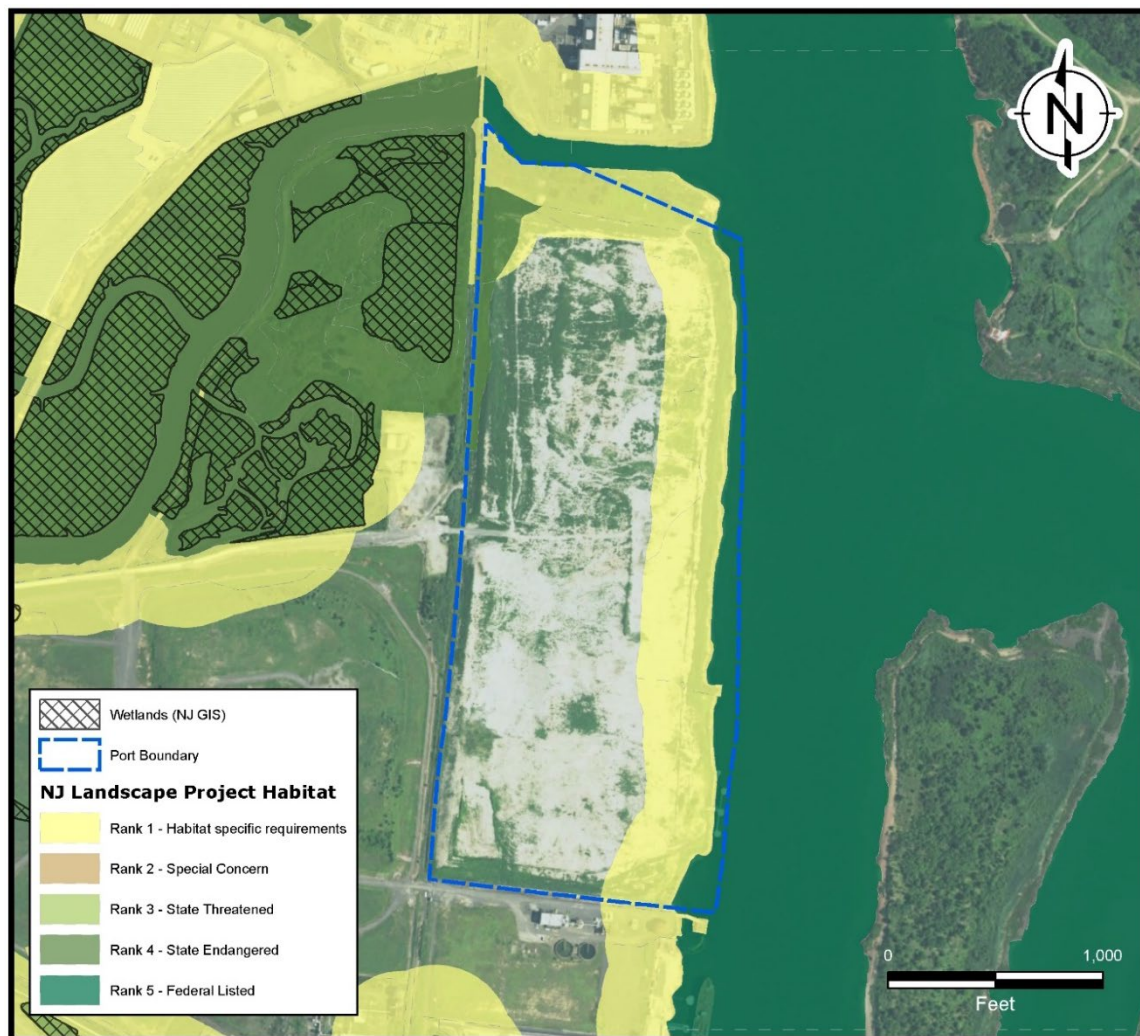 N
Wetlands (NJ GIS)
Port Boundary
NJ Landscape Project Habitat
Rank 1 - Habitat specific requirements
Rank 2 - Special Concern
Rank 3 - State Threatened
Rank 4 - State Endangered
Rank 5 - Federal Listed
0 1,000
Feet